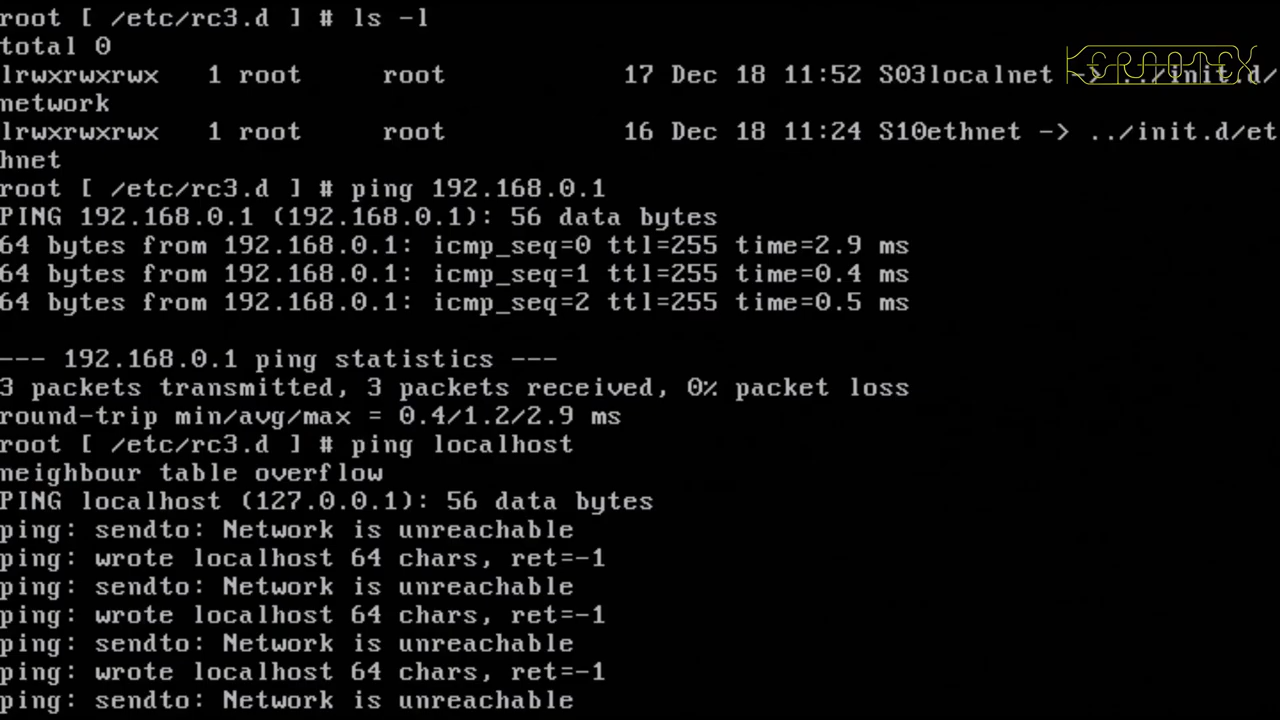 root [ /etc/rc3.d ] # ls -l
total 0
lrwxrwxrwx   1 root     root           17 Dec 18 11:52 S03localnet -> ../init.d/
network
lrwxrwxrwx   1 root     root           16 Dec 18 11:24 S10ethnet -> ../init.d/et
hnet
root [ /etc/rc3.d ] # ping 192.168.0.1
PING 192.168.0.1 (192.168.0.1): 56 data bytes
64 bytes from 192.168.0.1: icmp_seq=0 ttl=255 time=2.9 ms
64 bytes from 192.168.0.1: icmp_seq=1 ttl=255 time=0.4 ms
64 bytes from 192.168.0.1: icmp_seq=2 ttl=255 time=0.5 ms
--- 192.168.0.1 ping statistics ---
3 packets transmitted, 3 packets received, 0% packet loss
round-trip min/avg/max = 0.4/1.2/2.9 ms
root [ /etc/rc3.d ] # ping localhost
neighbour table overflow
PING localhost (127.0.0.1): 56 data bytes
ping: sendto: Network is unreachable
ping: wrote localhost 64 chars, ret=-1
ping: sendto: Network is unreachable
ping: wrote localhost 64 chars, ret=-1
ping: sendto: Network is unreachable
ping: wrote localhost 64 chars, ret=-1
ping: sendto: Network is unreachable